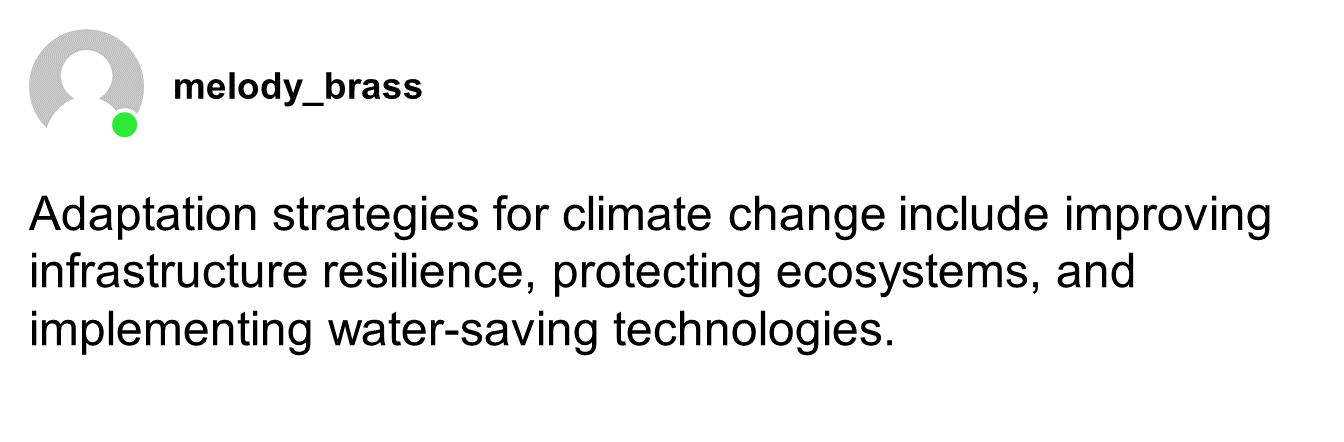 melody_brass
Adaptation strategies for climate change include improving
infrastructure resilience, protecting ecosystems, and
implementing water-saving technologies.